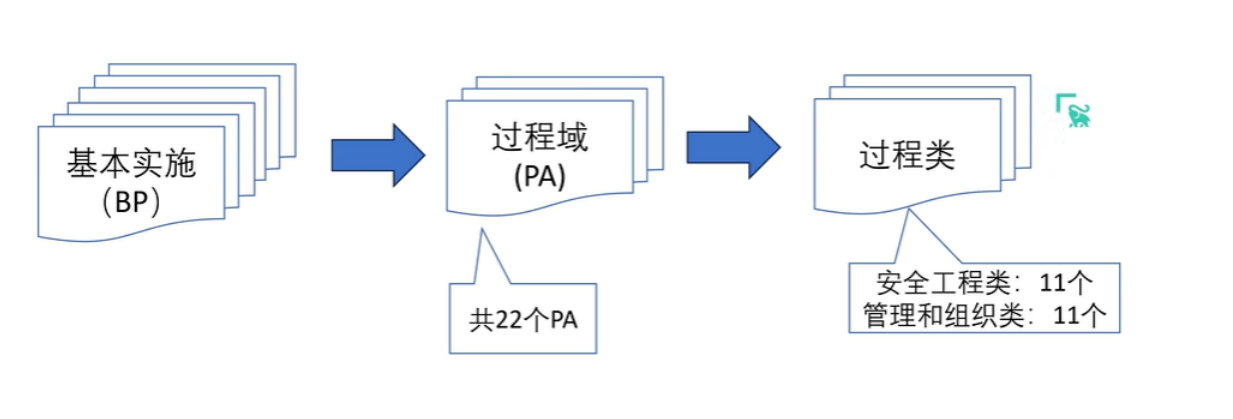 基本实施
（BP）
过程域
(PA)
过程类
共22个PA
安全工程类：11个
管理和组织类：11个